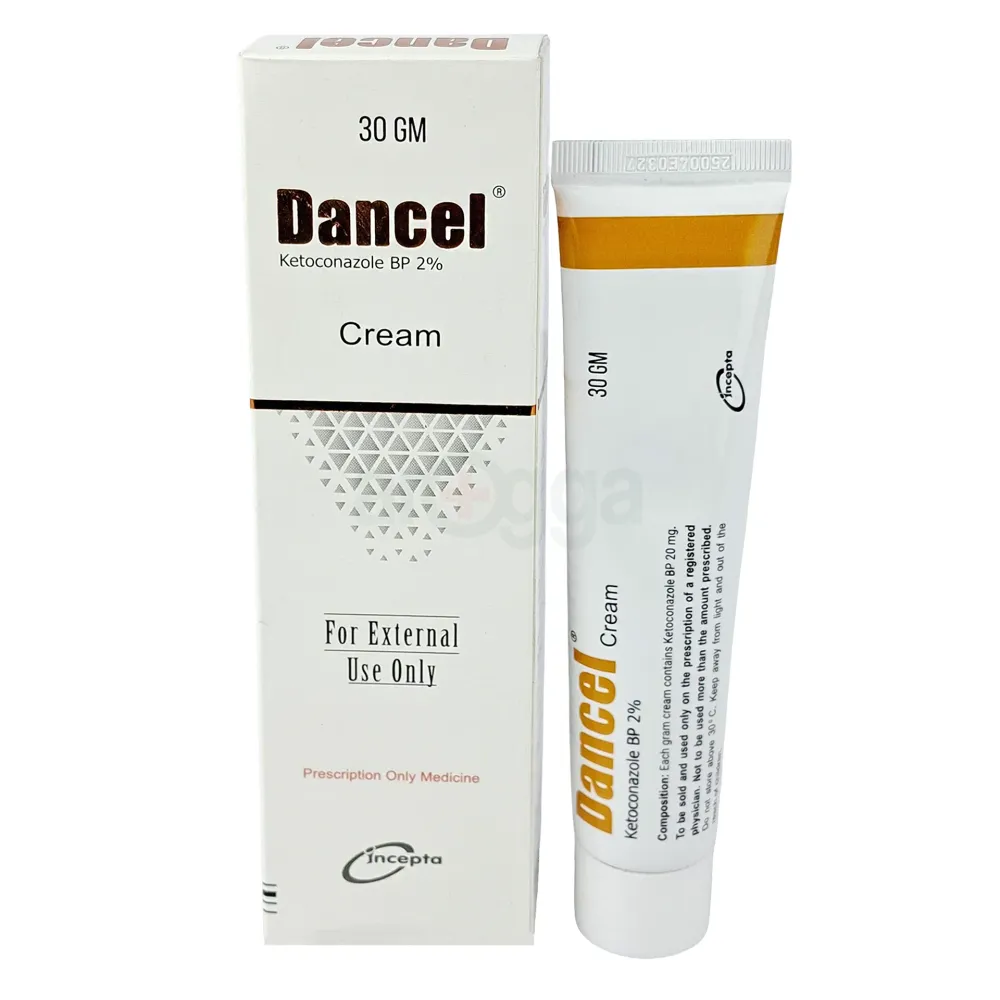 Dancel®
30 GM
Dancel®
Ketoconazole BP 2%
Cream
For External
Use Only
Prescription Only Medicine
incepta
30 GM
incepta
Dancel®
Cream
Ketoconazole BP 2%
Composition: Each gram cream contains Ketoconazole BP 20 mg.
To be sold and used only on the prescription of a registered
physician. Not to be used more than the amount prescribed.
Do not store above 30°C. Keep away from light and out of the